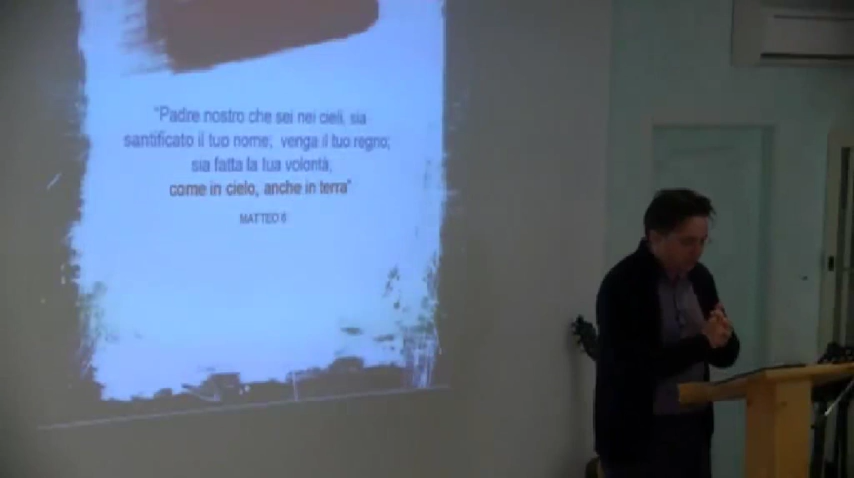 "Padre nostro che sei nei cieli, sia
santificato il tuo nome; venga il tuo regno;
sia fatta la tua volontà,
come in cielo, anche in terra"
MATTEO 6